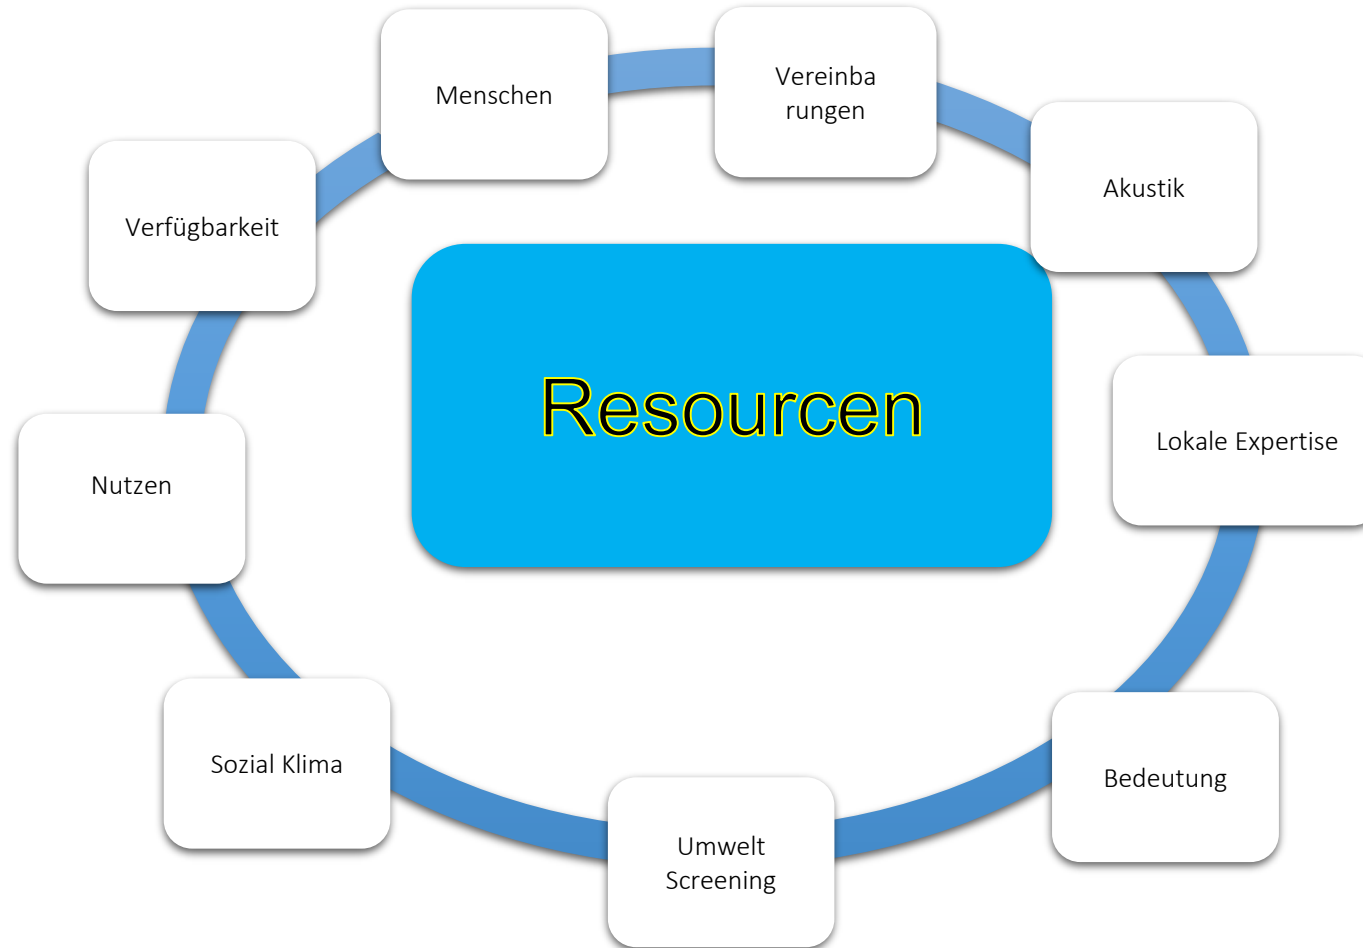 Menschen
Vereinba
rungen
Akustik
Verfügbarkeit
Resourcen
Lokale Expertise
Nutzen
Sozial Klima
Bedeutung
Umwelt
Screening